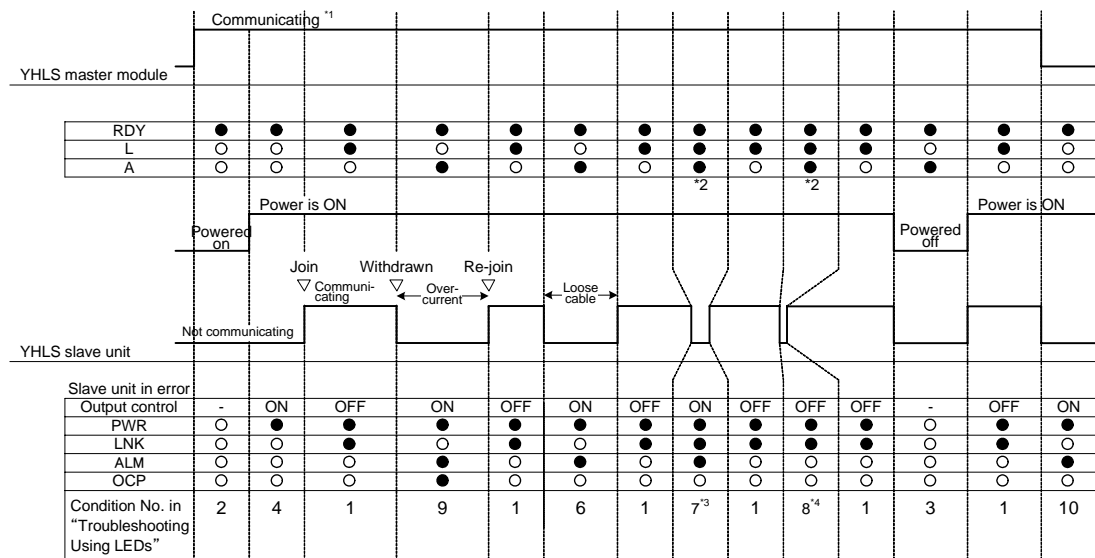 Communicating *1
YHLS master module
RDY ● ● ● ● ● ● ● ● ● ● ● ● ● ●
L ○ ○ ● ○ ● ○ ● ● ● ● ● ○ ● ○
A ○ ○ ○ ● ○ ● ○ ● ○ ● ○ ● ○ ○
*2 *2
Power is ON Power is ON
Powered on
Powered off
Join Withdrawn Re-join
▽ ▽ ▽
Communi-cating
Over-current
Loose cable
Not communicating
YHLS slave unit
Slave unit in error
Output control - ON OFF ON OFF ON OFF ON OFF OFF OFF - OFF ON
PWR ○ ● ● ● ● ● ● ● ● ● ● ○ ● ●
LNK ○ ○ ● ○ ● ○ ● ● ● ● ● ○ ● ○
ALM ○ ○ ○ ● ○ ● ○ ● ○ ○ ○ ○ ○ ●
OCP ○ ○ ○ ● ○ ○ ○ ○ ○ ○ ○ ○ ○ ○
Condition No. in
"Troubleshooting
Using LEDs"
2 4 1 9 1 6 1 7*3 1 8*4 1 3 1 10